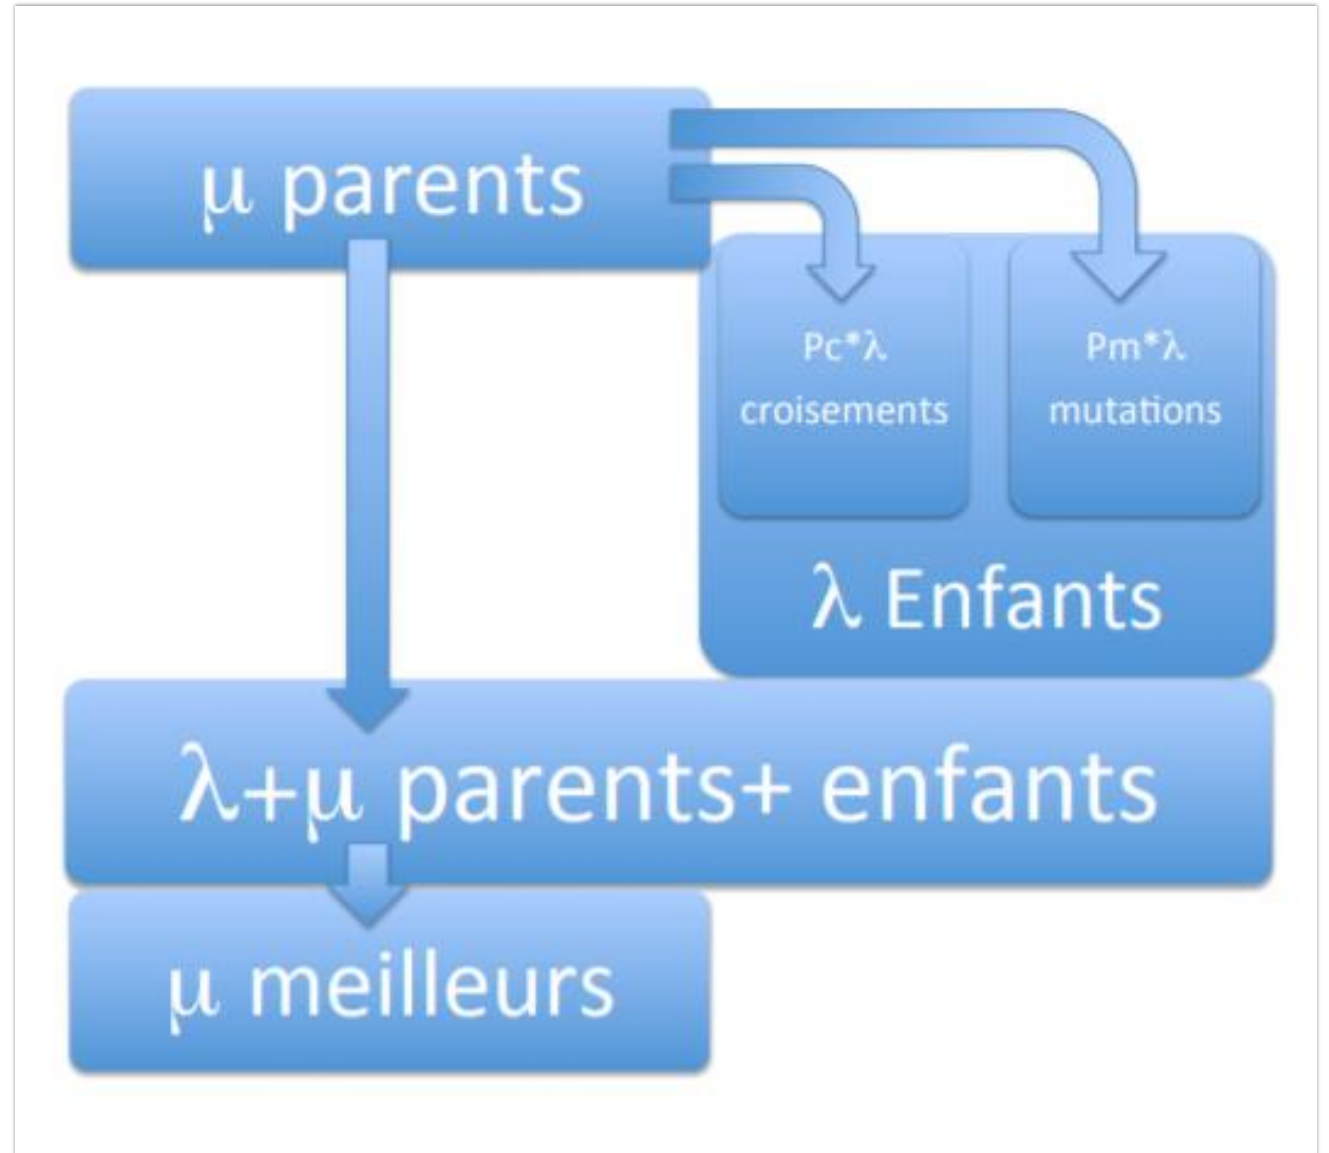 μ parents
Pc*λ
croisements
Pm*λ
mutations
λ Enfants
λ+μ parents+ enfants
μ meilleurs